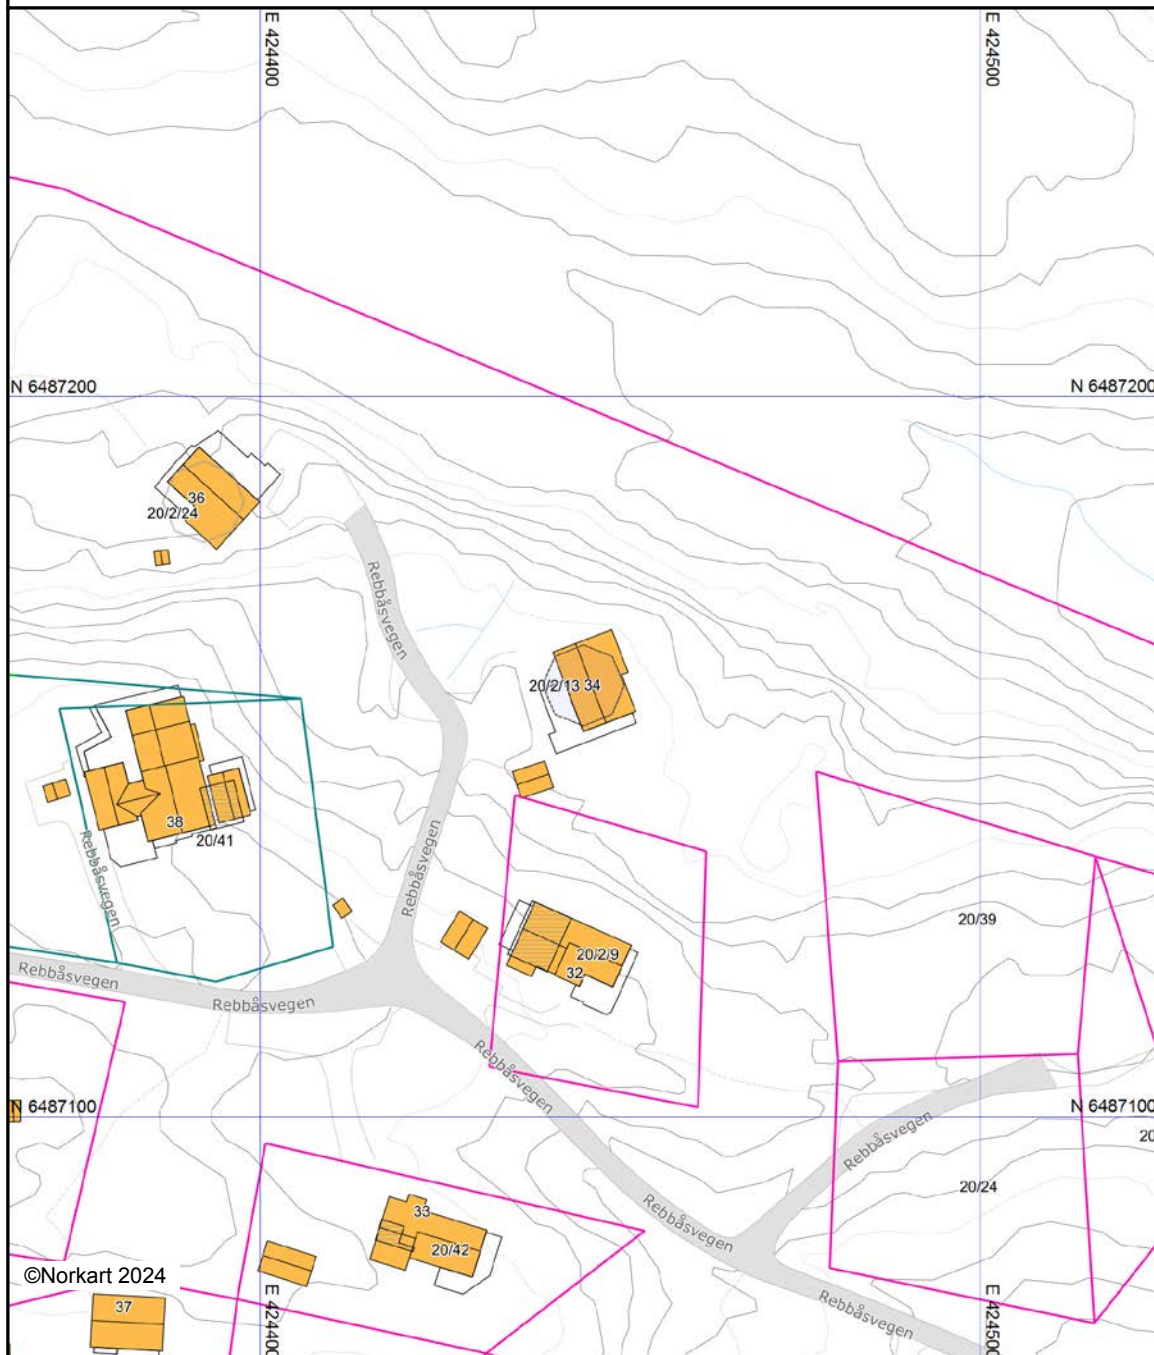 E 424400
E 424500
N 6487200
N 6487200
36
20/2/24
Rebbåsvegen
20/2/13 34
38
20/41
Rebbåsvegen
Rebbåsvegen
20/39
20/2/9
32
Rebbåsvegen
Rebbåsvegen
Rebbåsvegen
N 6487100
N 6487100
Rebbåsvegen
20
20/24
33
Rebbåsvegen
20/42
©Norkart 2024
37
Rebbåsvegen
E 424400
E 424500